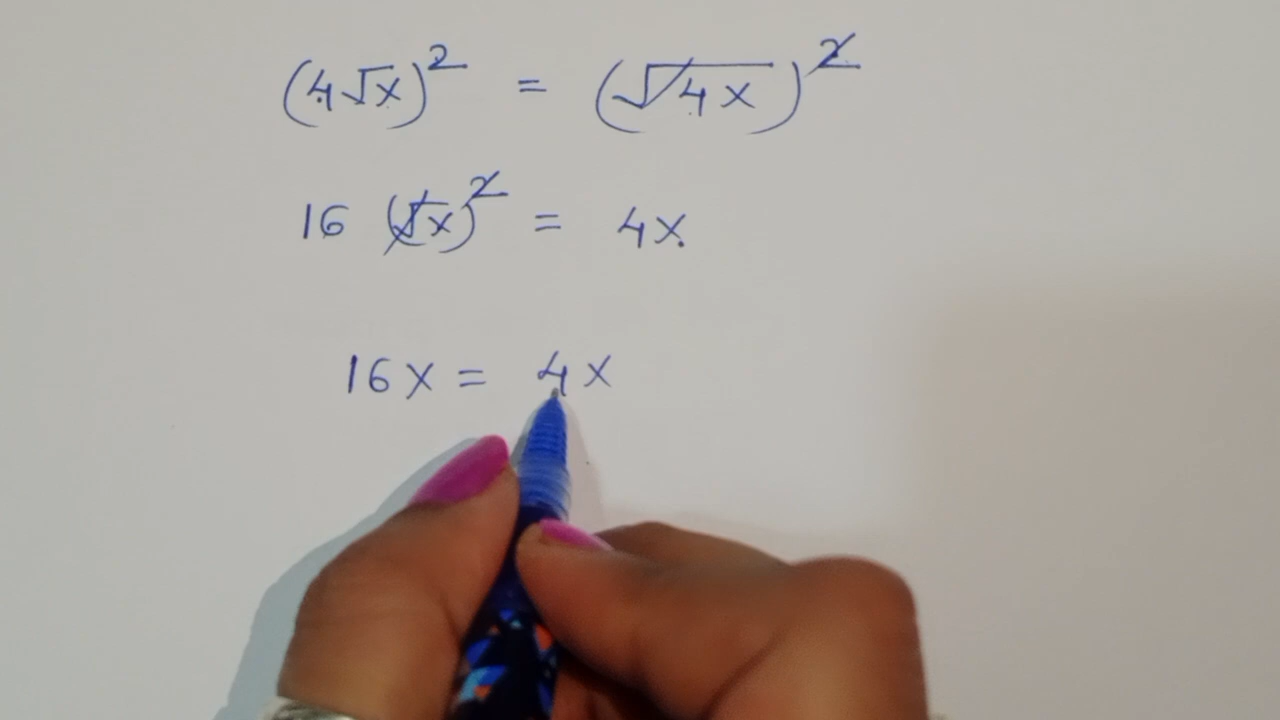 (4√x)² = (√4x)²
16 (√x)² = 4x
16x = 4x